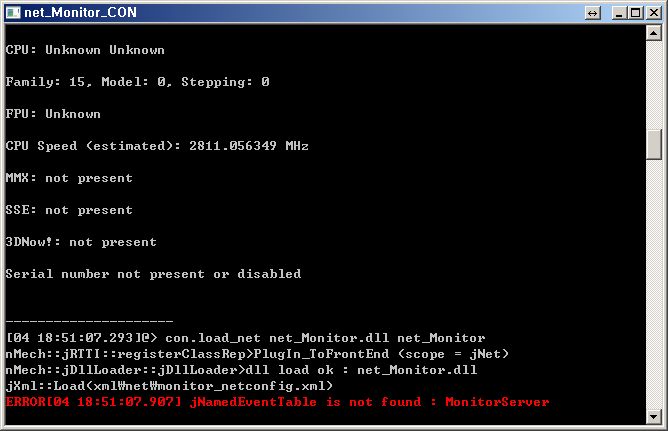 net_Monitor_CON
CPU: Unknown Unknown
Family: 15, Model: 0, Stepping: 0
FPU: Unknown
CPU Speed (estimated): 2811.056349 MHz
MMX: not present
SSE: not present
3DNow!: not present
Serial number not present or disabled
---------------------
[04 18:51:07.293]@> con.load_net net_Monitor.dll net_Monitor
nMech::jRTTI::registerClassRep>PlugIn_ToFrontEnd (scope = jNet)
nMech::jDllLoader::jDllLoader>dll load ok : net_Monitor.dll
jXml::Load(xml₩net₩monitor_netconfig.xml)
ERROR[04 18:51:07.907] jNamedEventTable is not found : MonitorServer